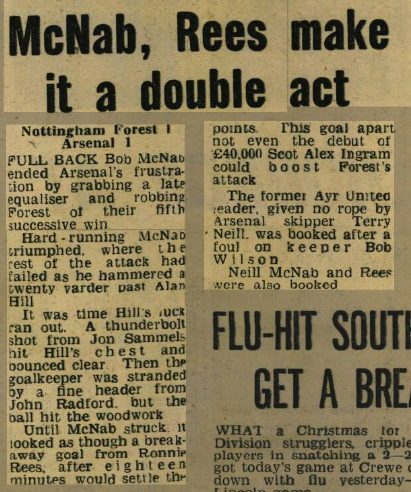 McNab, Rees make
it a double act
Nottingham Forest 1
Arsenal 1
FULL BACK Bob McNab
ended Arsenal's frustra-
tion by grabbing a late
equaliser and robbing
Forest of their fifth
successive win
Hard-running McNab
triumphed, where the
rest of the attack had
failed as he hammered a
twenty yarder past Alan
Hill
It was time Hill's luck
ran out. A thunderbolt
shot from Jon Sammels
hit Hill's chest and
bounced clear. Then the
goalkeeper was stranded
by a fine header from
John Radford, but the
ball hit the woodwork
Until McNab struck, it
looked as though a break-
away goal from Ronnie
Rees, after eighteen
minutes would settle the
points. This goal apart
not even the debut of
£40,000 Scot Alex Ingram
could boost Forest's
attack
The former Ayr United
leader, given no rope by
Arsenal skipper Terry
Neill, was booked after a
foul on keeper Bob
Wilson
Neill McNab and Rees
were also booked
FLU-HIT SOUTH
GET A BREA
WHAT a Christmas for
Division strugglers, cripple
players in snatching a 2—2
got today's game at Crewe
down with flu yesterday—